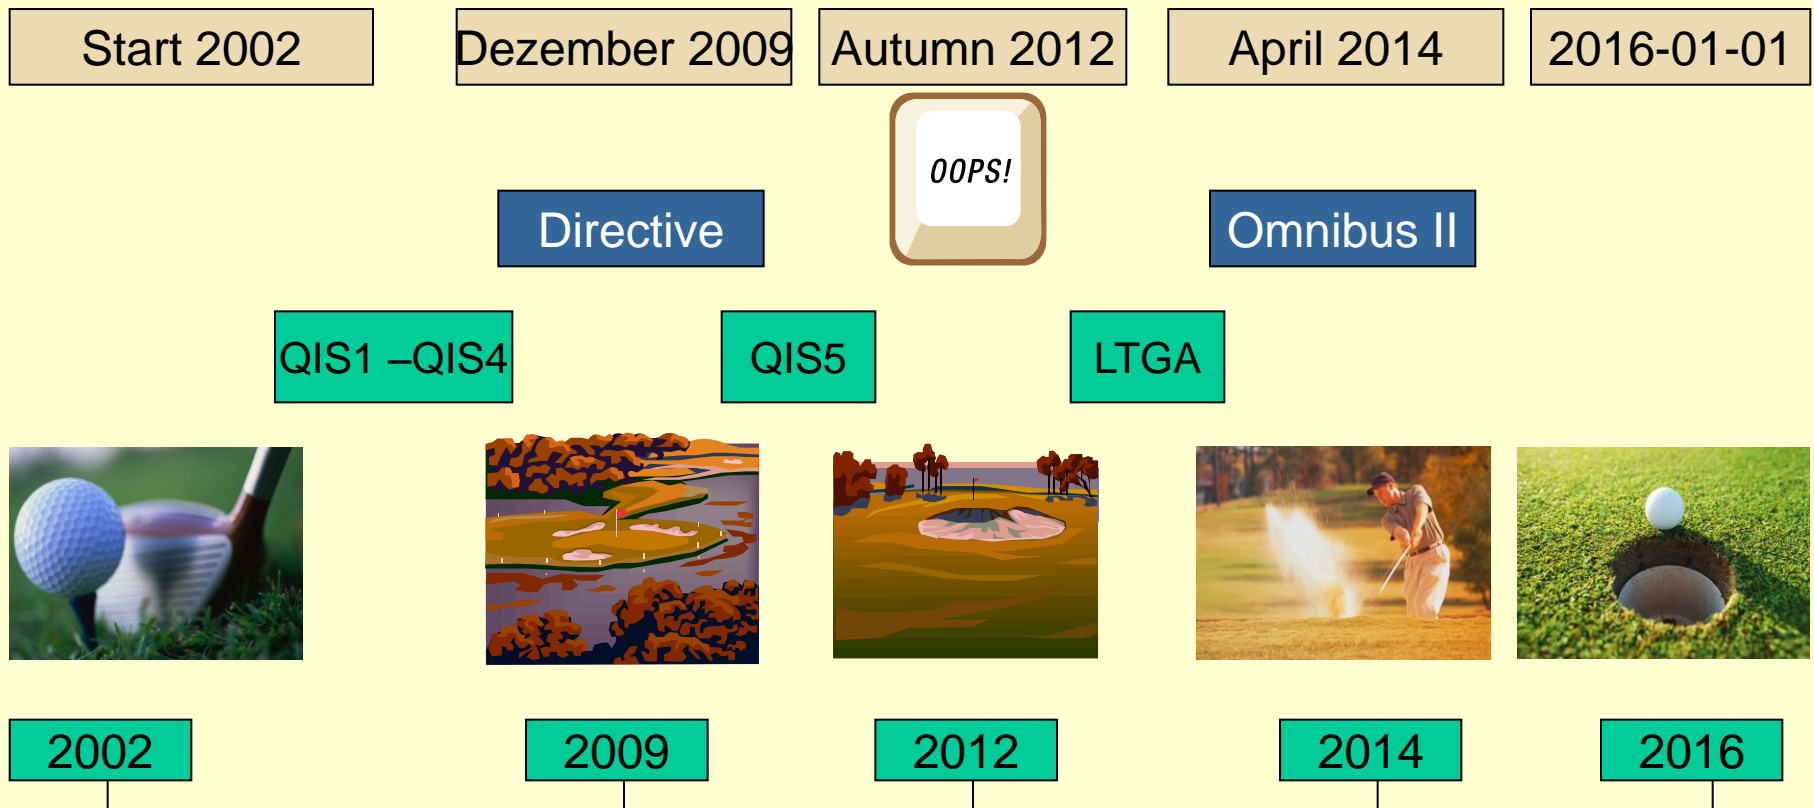 Start 2002
Dezember 2009
Autumn 2012
April 2014
2016-01-01
OOPS!
Directive
Omnibus II
QIS1 –QIS4
QIS5
LTGA
2002
2009
2012
2014
2016